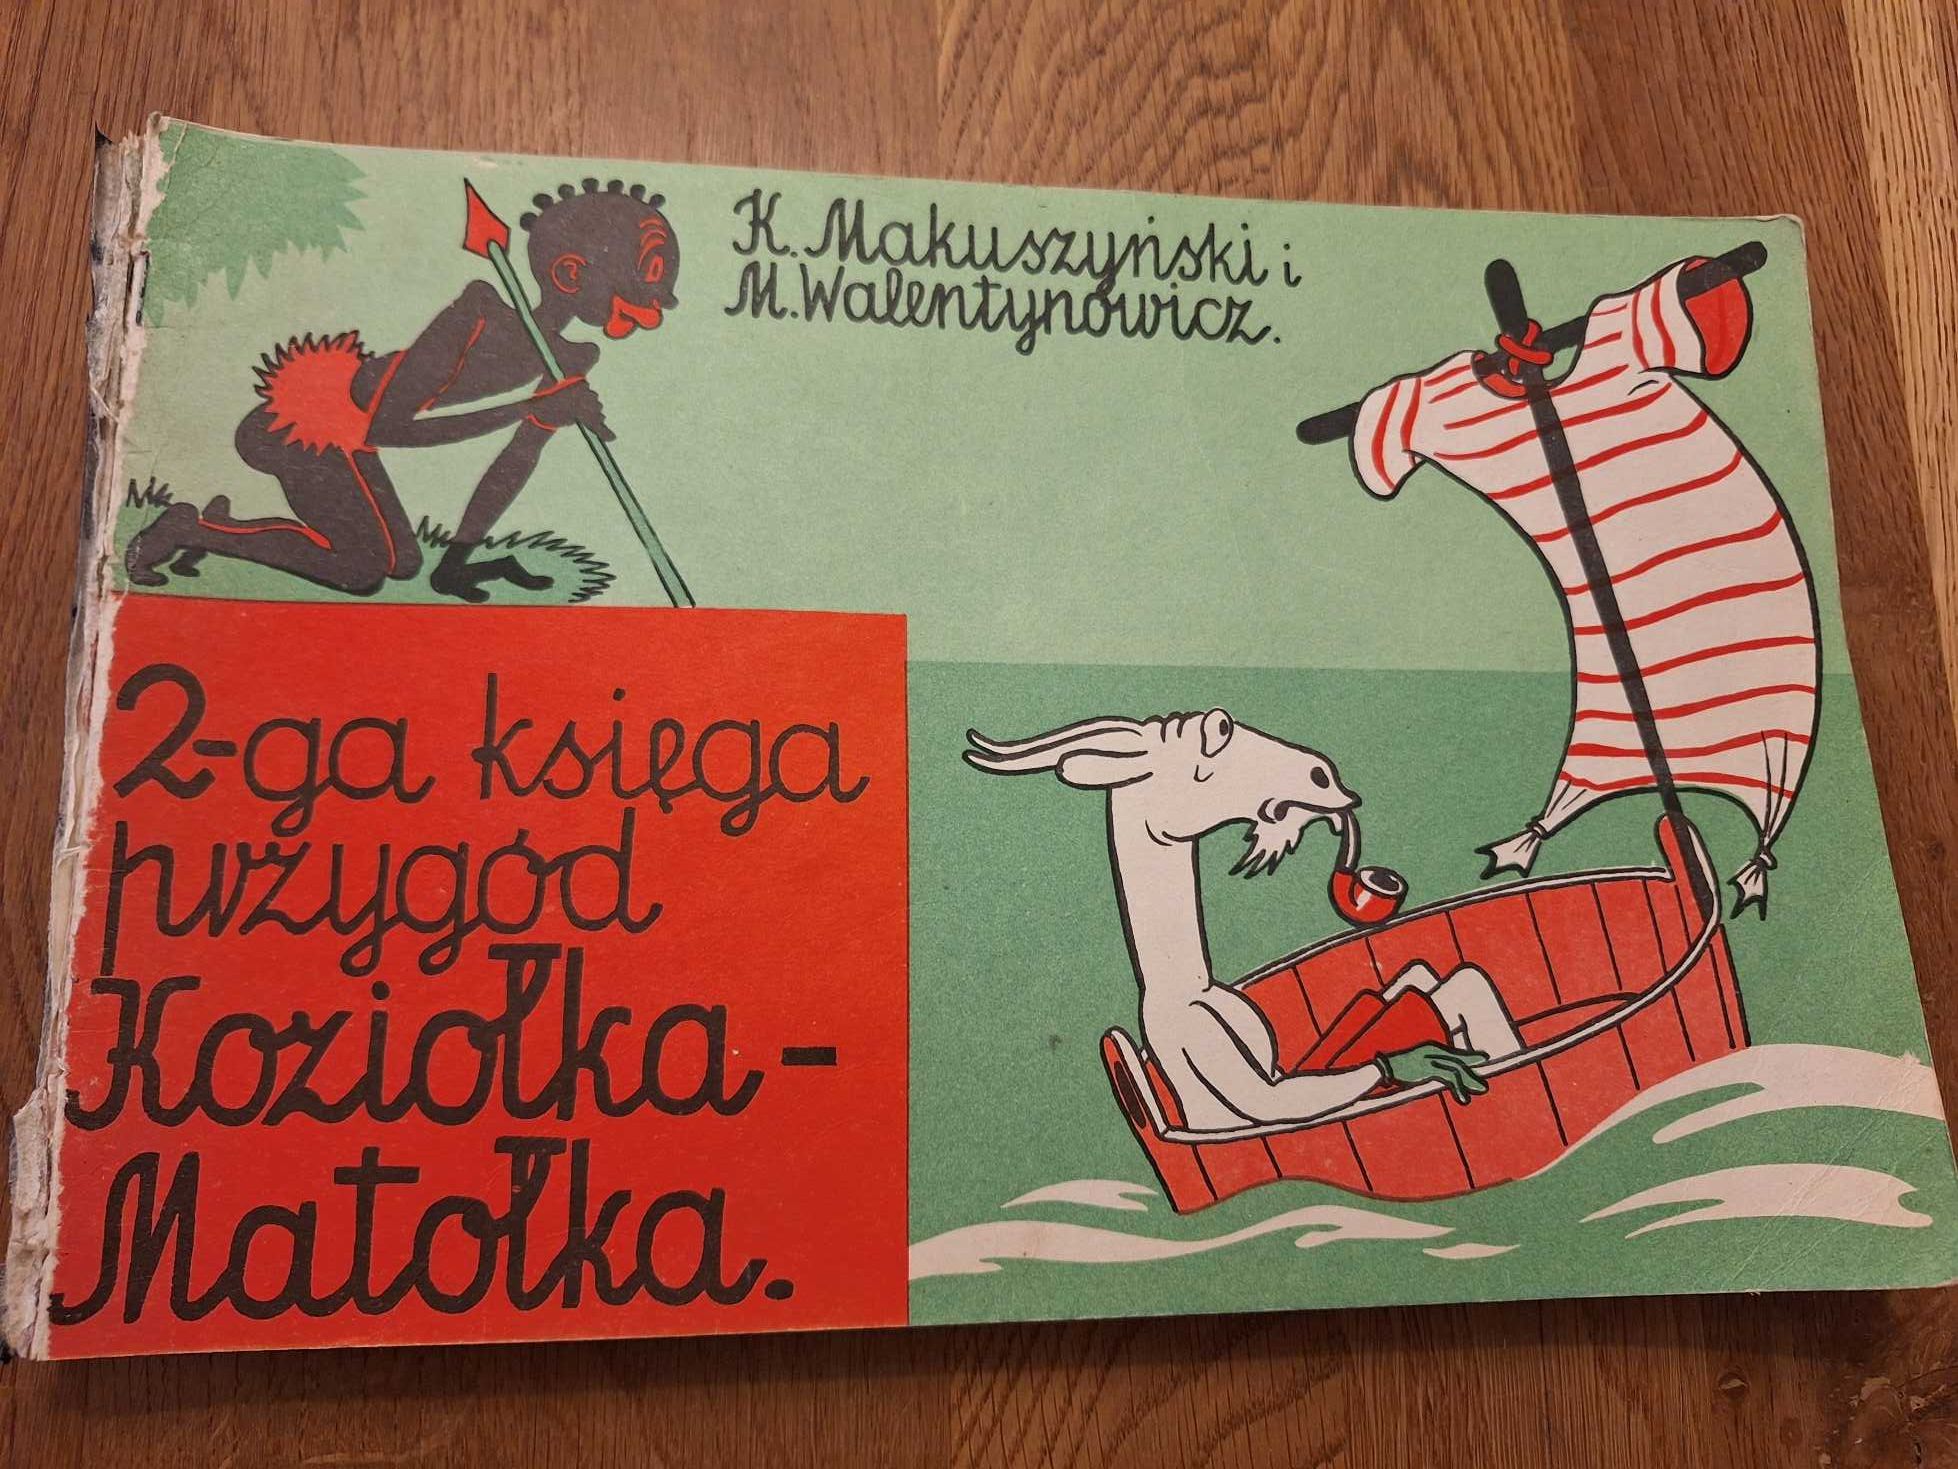 K. Makuszyński i
M. Walentynowicz.
2-ga księga
przygód
Koziołka-
Matołka.